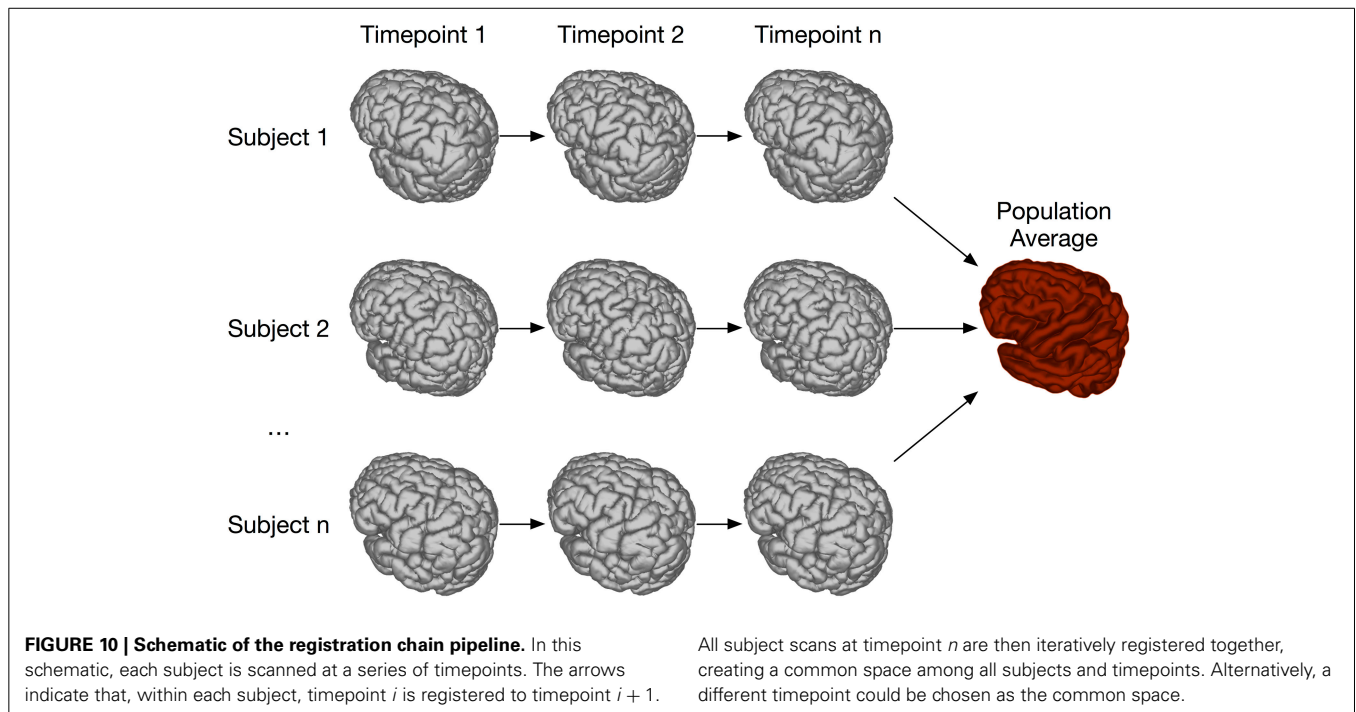 Timepoint 1 Timepoint 2 Timepoint n
Subject 1
Population
Average
Subject 2
...
Subject n
FIGURE 10 | Schematic of the registration chain pipeline. In this
schematic, each subject is scanned at a series of timepoints. The arrows
indicate that, within each subject, timepoint i is registered to timepoint i + 1.
All subject scans at timepoint n are then iteratively registered together,
creating a common space among all subjects and timepoints. Alternatively, a
different timepoint could be chosen as the common space.